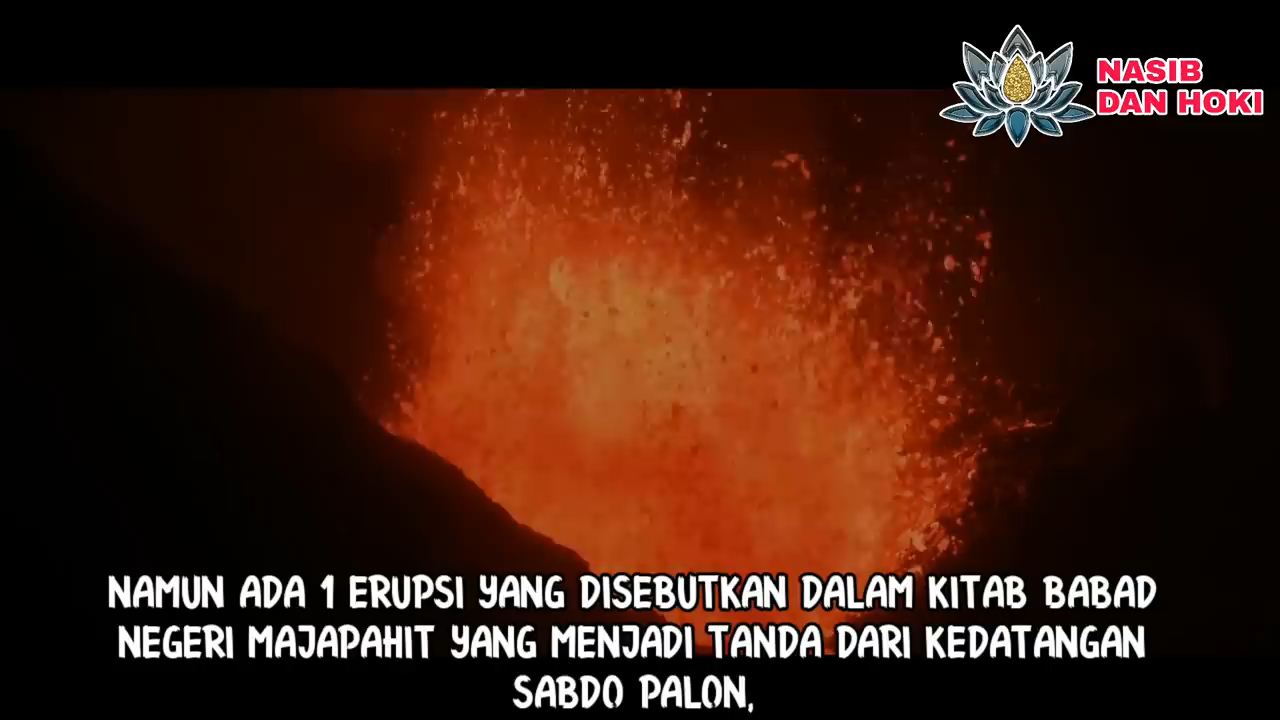 NASIB
DAN HOKI
NAMUN ADA 1 ERUPSI YANG DISEBUTKAN DALAM KITAB BABAD
NEGERI MAJAPAHIT YANG MENJADI TANDA DARI KEDATANGAN
SABDO PALON,